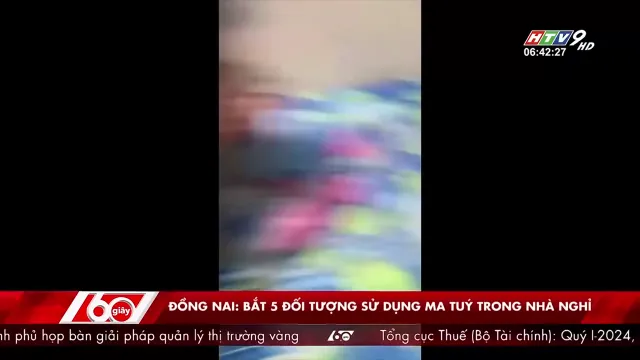 HTV9 HD
06:42:27
60 giây
ĐỒNG NAI: BẮT 5 ĐỐI TƯỢNG SỬ DỤNG MA TUÝ TRONG NHÀ NGHỈ
nh phủ họp bàn giải pháp quản lý thị trường vàng 60 Tổng cục Thuế (Bộ Tài chính): Quý I-2024,